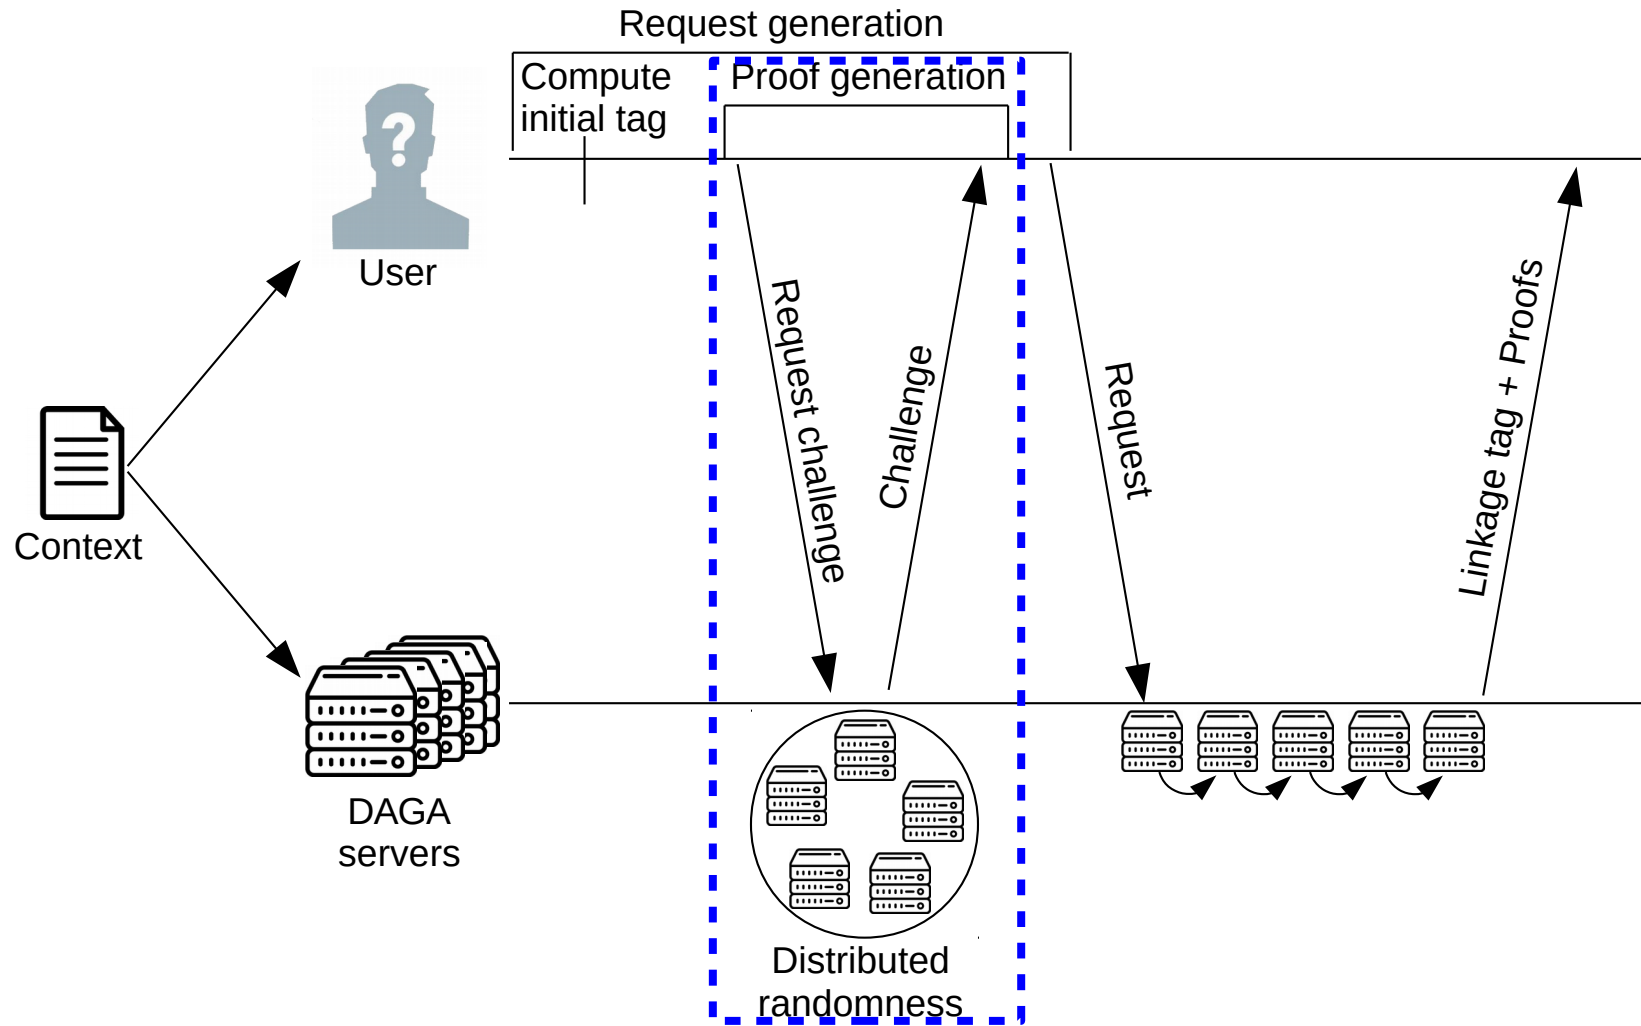 Request generation
Compute
initial tag
Proof generation
?
User
Request challenge
Challenge
Request
Linkage tag + Proofs
Context
DAGA
servers
Distributed
randomness